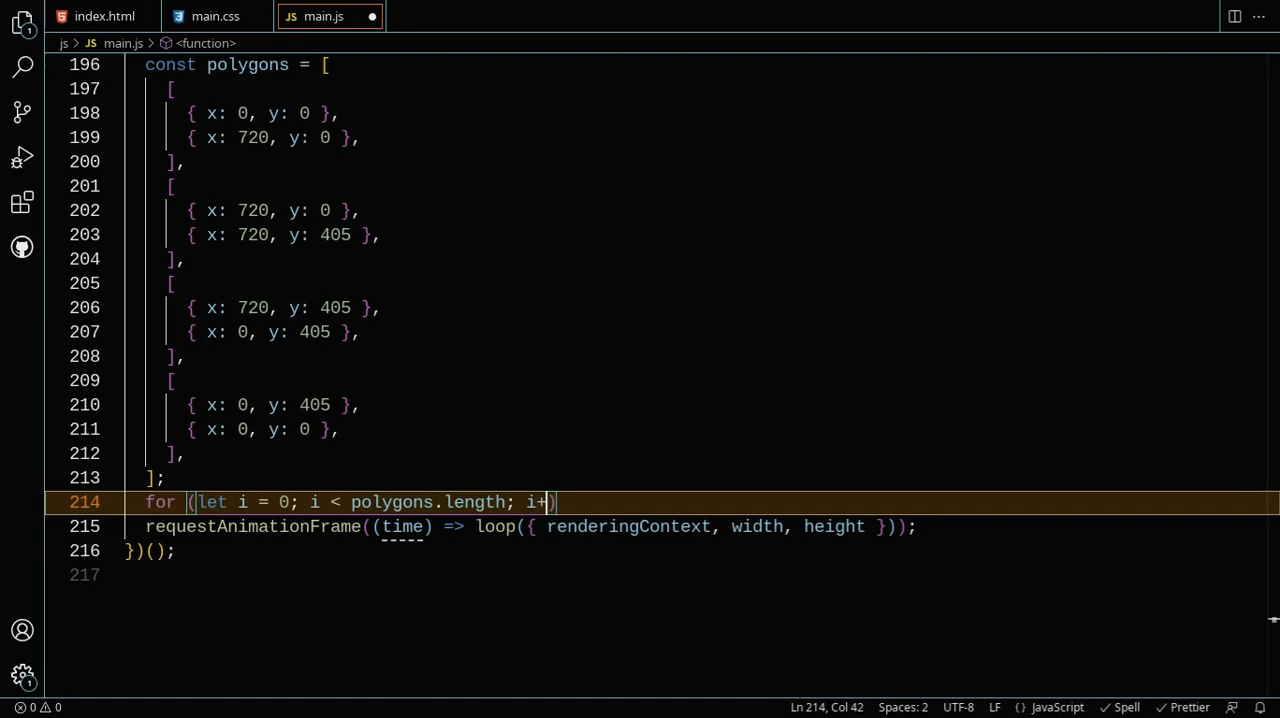 index.html
main.css
JS main.js
js > JS main.js > <function>
196 const polygons = [
197 [
198 { x: 0, y: 0 },
199 { x: 720, y: 0 },
200 ],
201 [
202 { x: 720, y: 0 },
203 { x: 720, y: 405 },
204 ],
205 [
206 { x: 720, y: 405 },
207 { x: 0, y: 405 },
208 ],
209 [
210 { x: 0, y: 405 },
211 { x: 0, y: 0 },
212 ],
213 ];
214 for (let i = 0; i < polygons.length; i+)
215 requestAnimationFrame((time) => loop({ renderingContext, width, height }));
216 })();
217
1
1
0 0 Ln 214, Col 42 Spaces: 2 UTF-8 LF {} JavaScript Spell Prettier